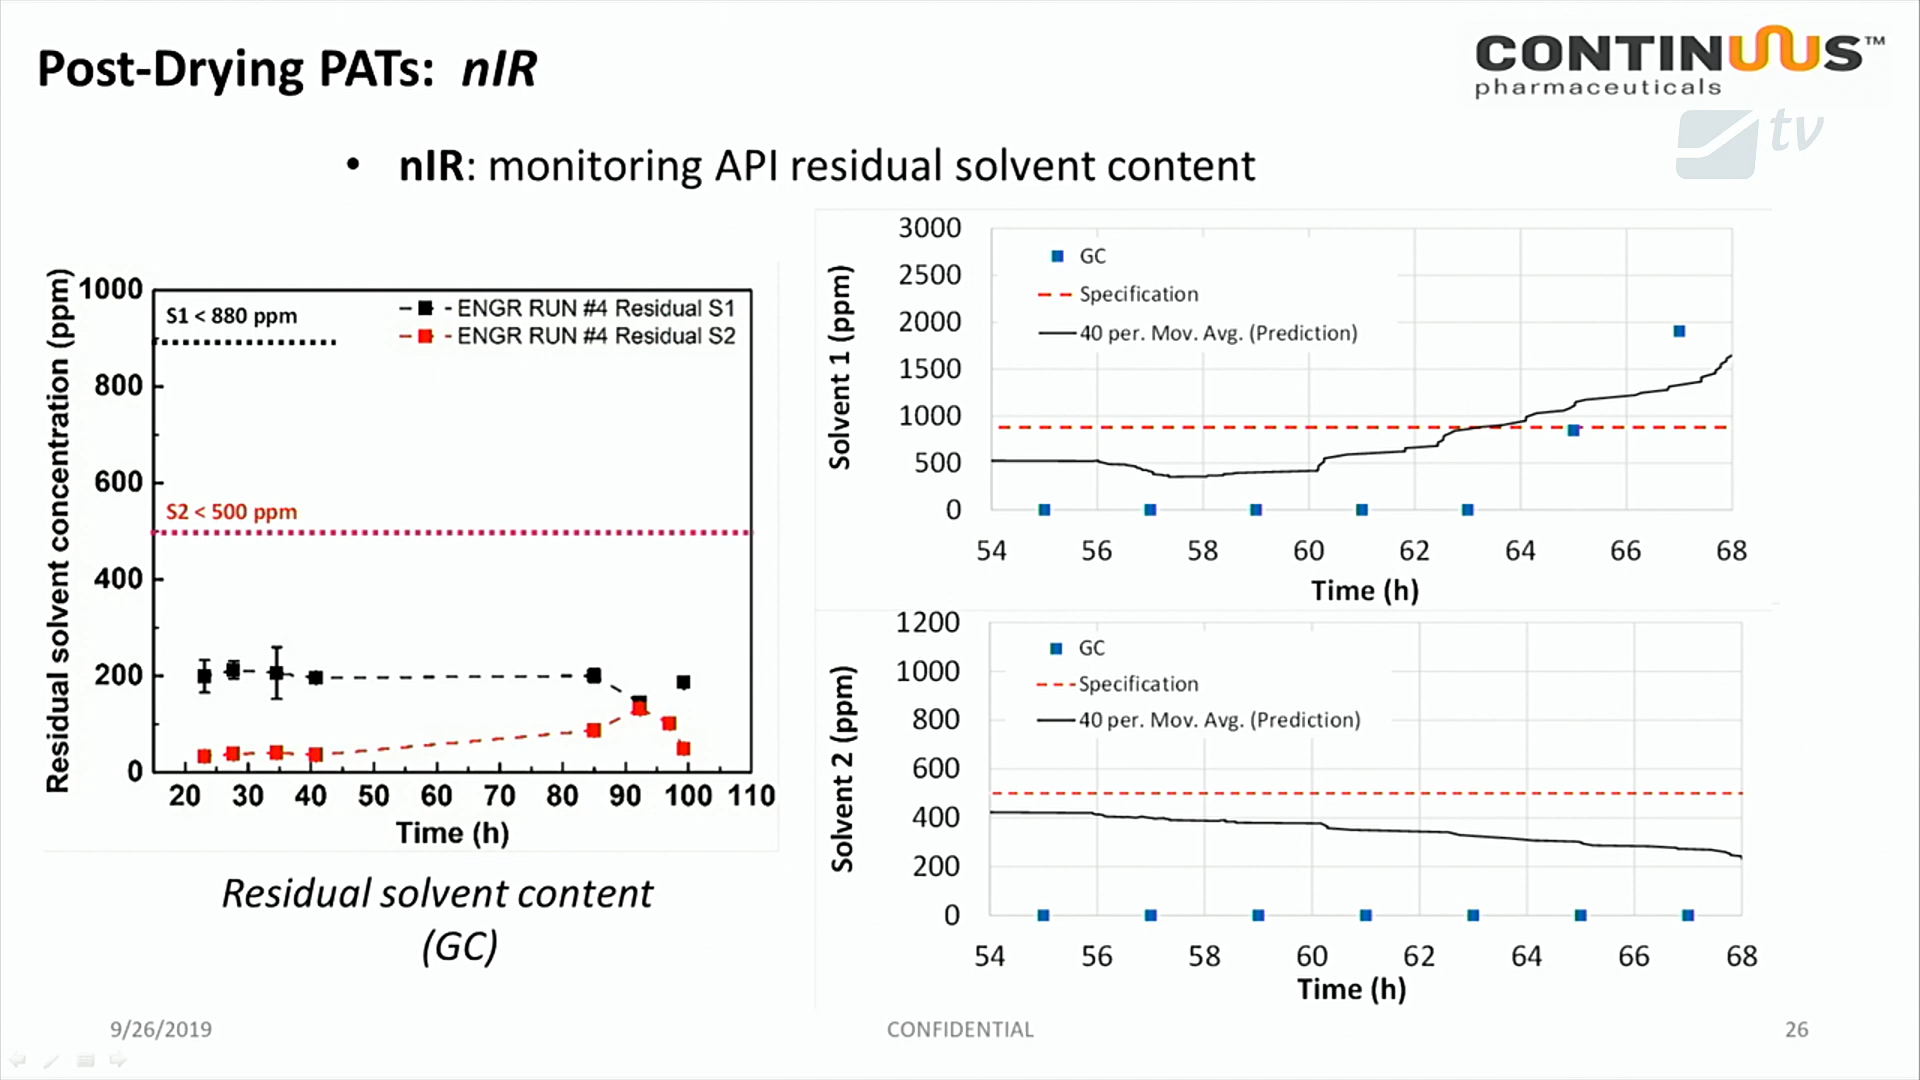 Post-Drying PATs: nIR
CONTINUUS™
pharmaceuticals
tv
• nIR: monitoring API residual solvent content
Residual solvent concentration (ppm)
1000
800
600
400
200
0
S1 < 880 ppm
S2 < 500 ppm
ENGR RUN #4 Residual S1
ENGR RUN #4 Residual S2
20 30 40 50 60 70 80 90 100 110
Time (h)
Residual solvent content
(GC)
Solvent 1 (ppm)
3000
2500
2000
1500
1000
500
0
GC
Specification
40 per. Mov. Avg. (Prediction)
54 56 58 60 62 64 66 68
Time (h)
Solvent 2 (ppm)
1200
1000
800
600
400
200
0
GC
Specification
40 per. Mov. Avg. (Prediction)
54 56 58 60 62 64 66 68
Time (h)
9/26/2019
CONFIDENTIAL
26